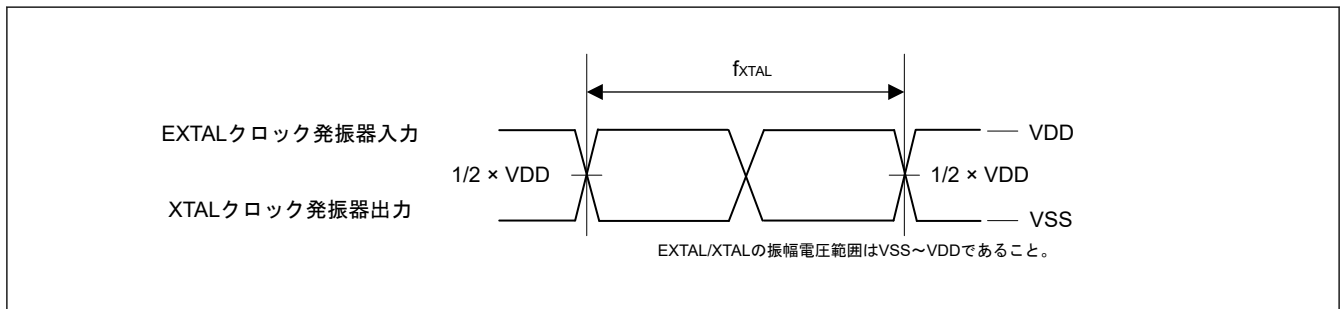 fXTAL
EXTALクロック発振器入力
VDD
1/2 × VDD
1/2 × VDD
XTALクロック発振器出力
VSS
EXTAL/XTALの振幅電圧範囲はVSS～VDDであること。